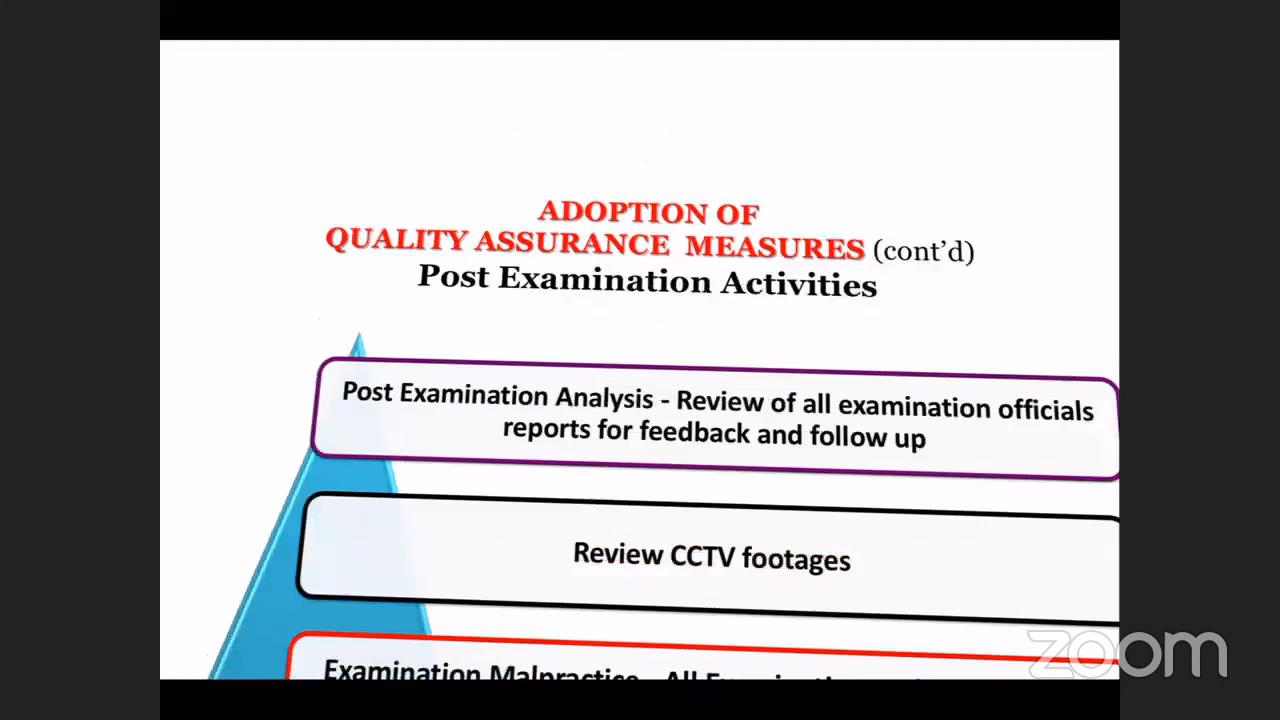 ADOPTION OF
QUALITY ASSURANCE MEASURES (cont'd)
Post Examination Activities
Post Examination Analysis - Review of all examination officials
reports for feedback and follow up
Review CCTV footages
Examination Malpractice - All
zoom